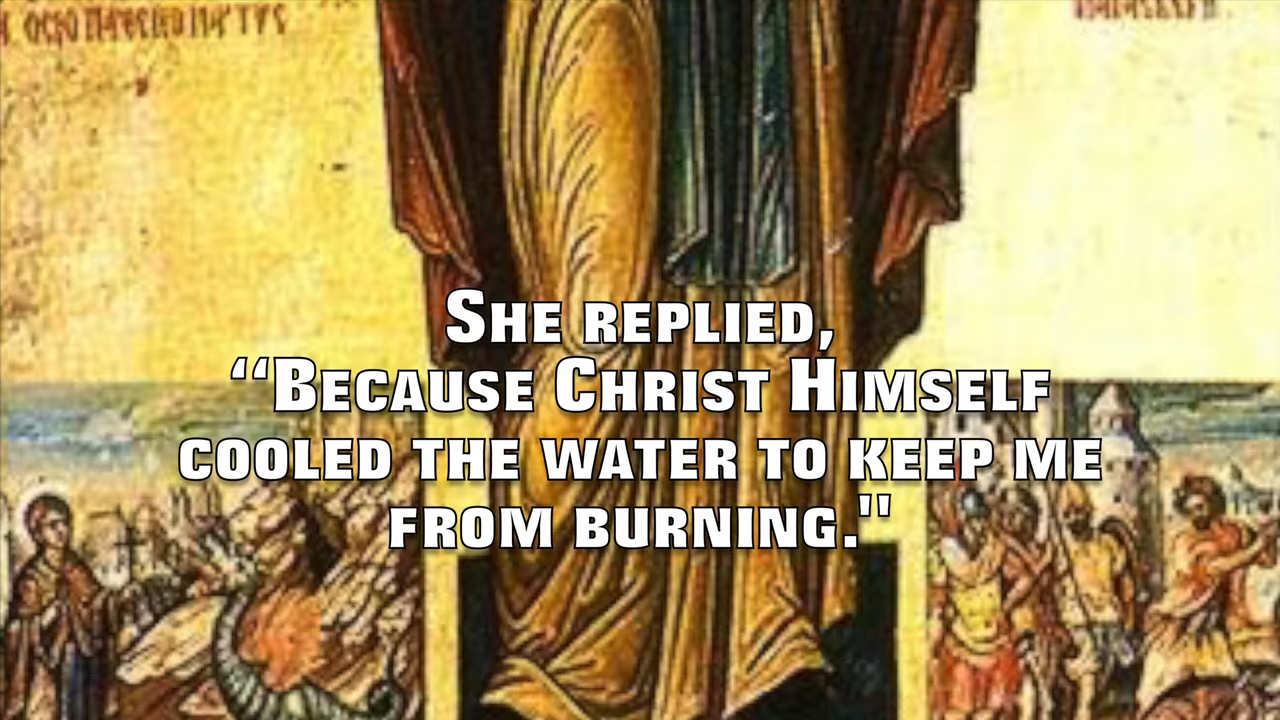 She replied,
“Because Christ Himself
cooled the water to keep me
from burning."